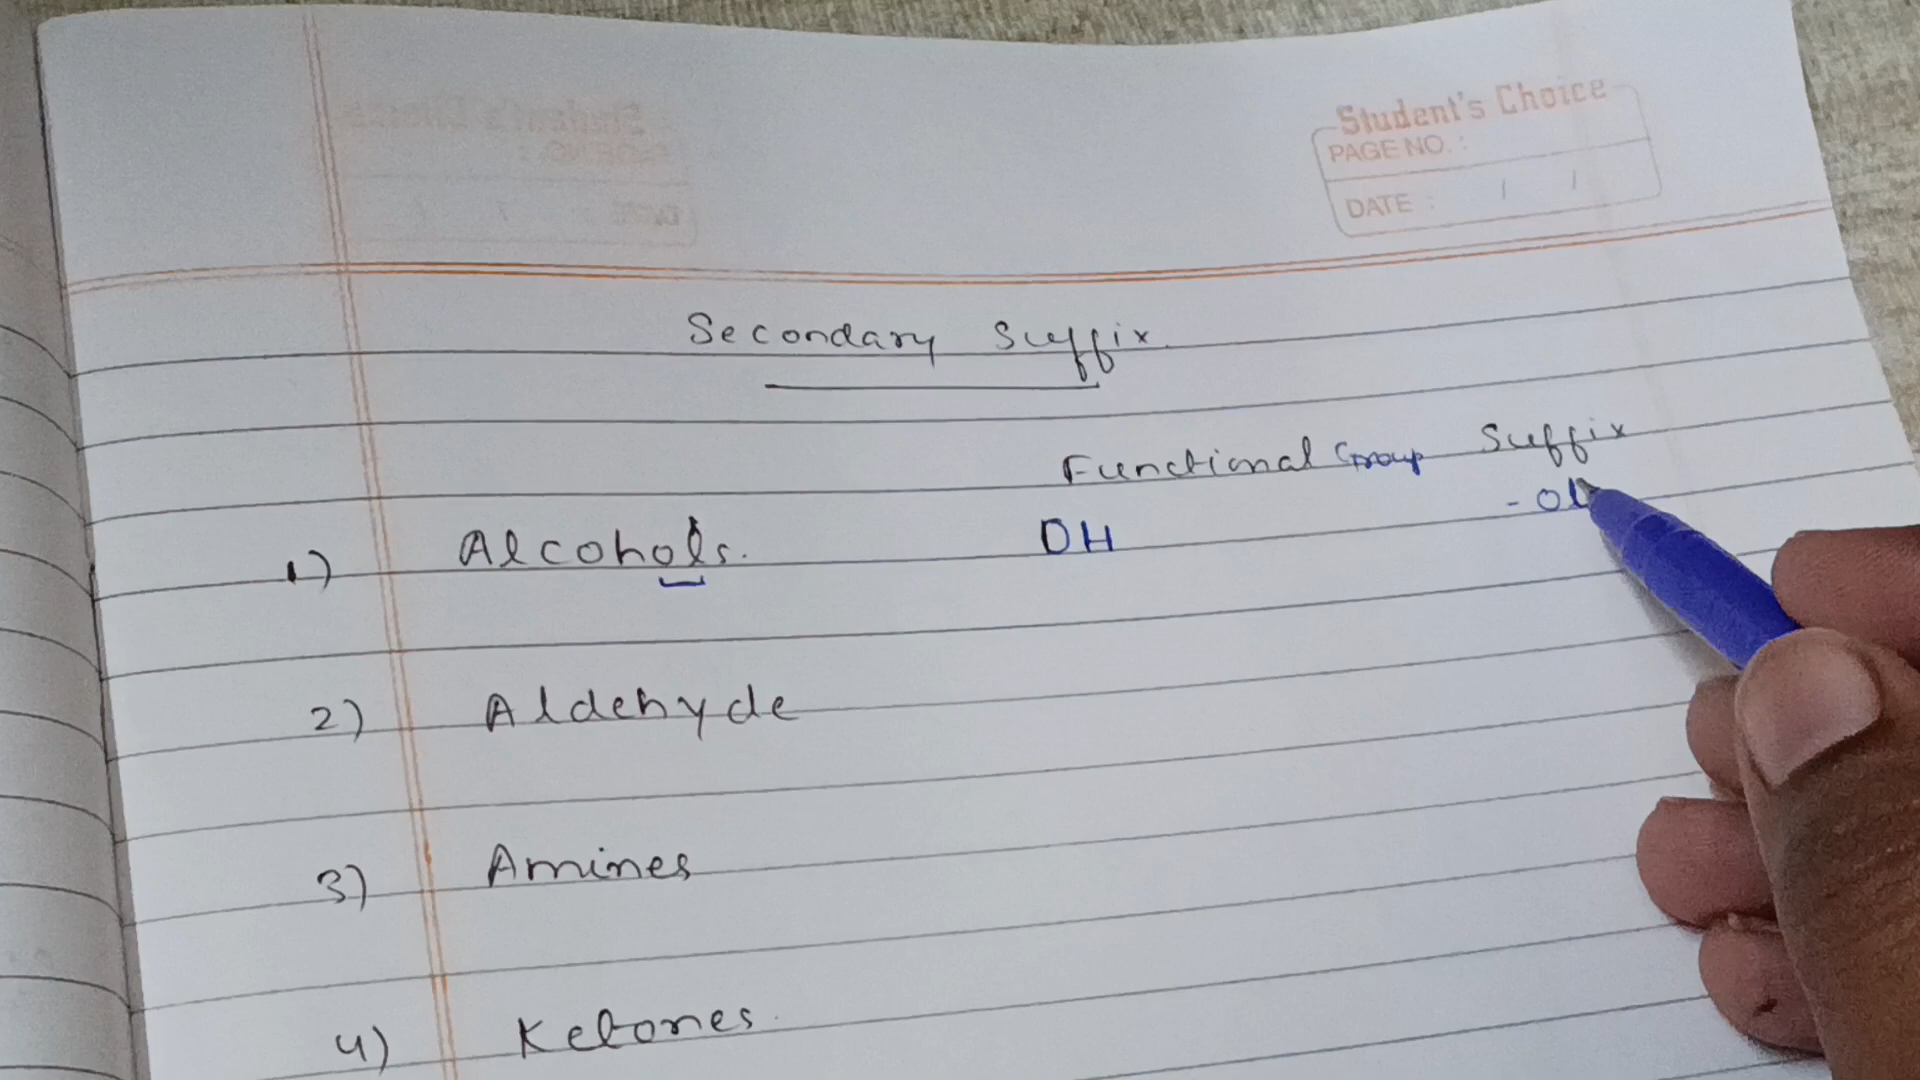 Student's Choice
PAGE NO. :
DATE : / /
Secondary Suffix
Functional Group Suffix
1) Alcohols. OH -ol
2) Aldehyde
3) Amines
4) Ketones